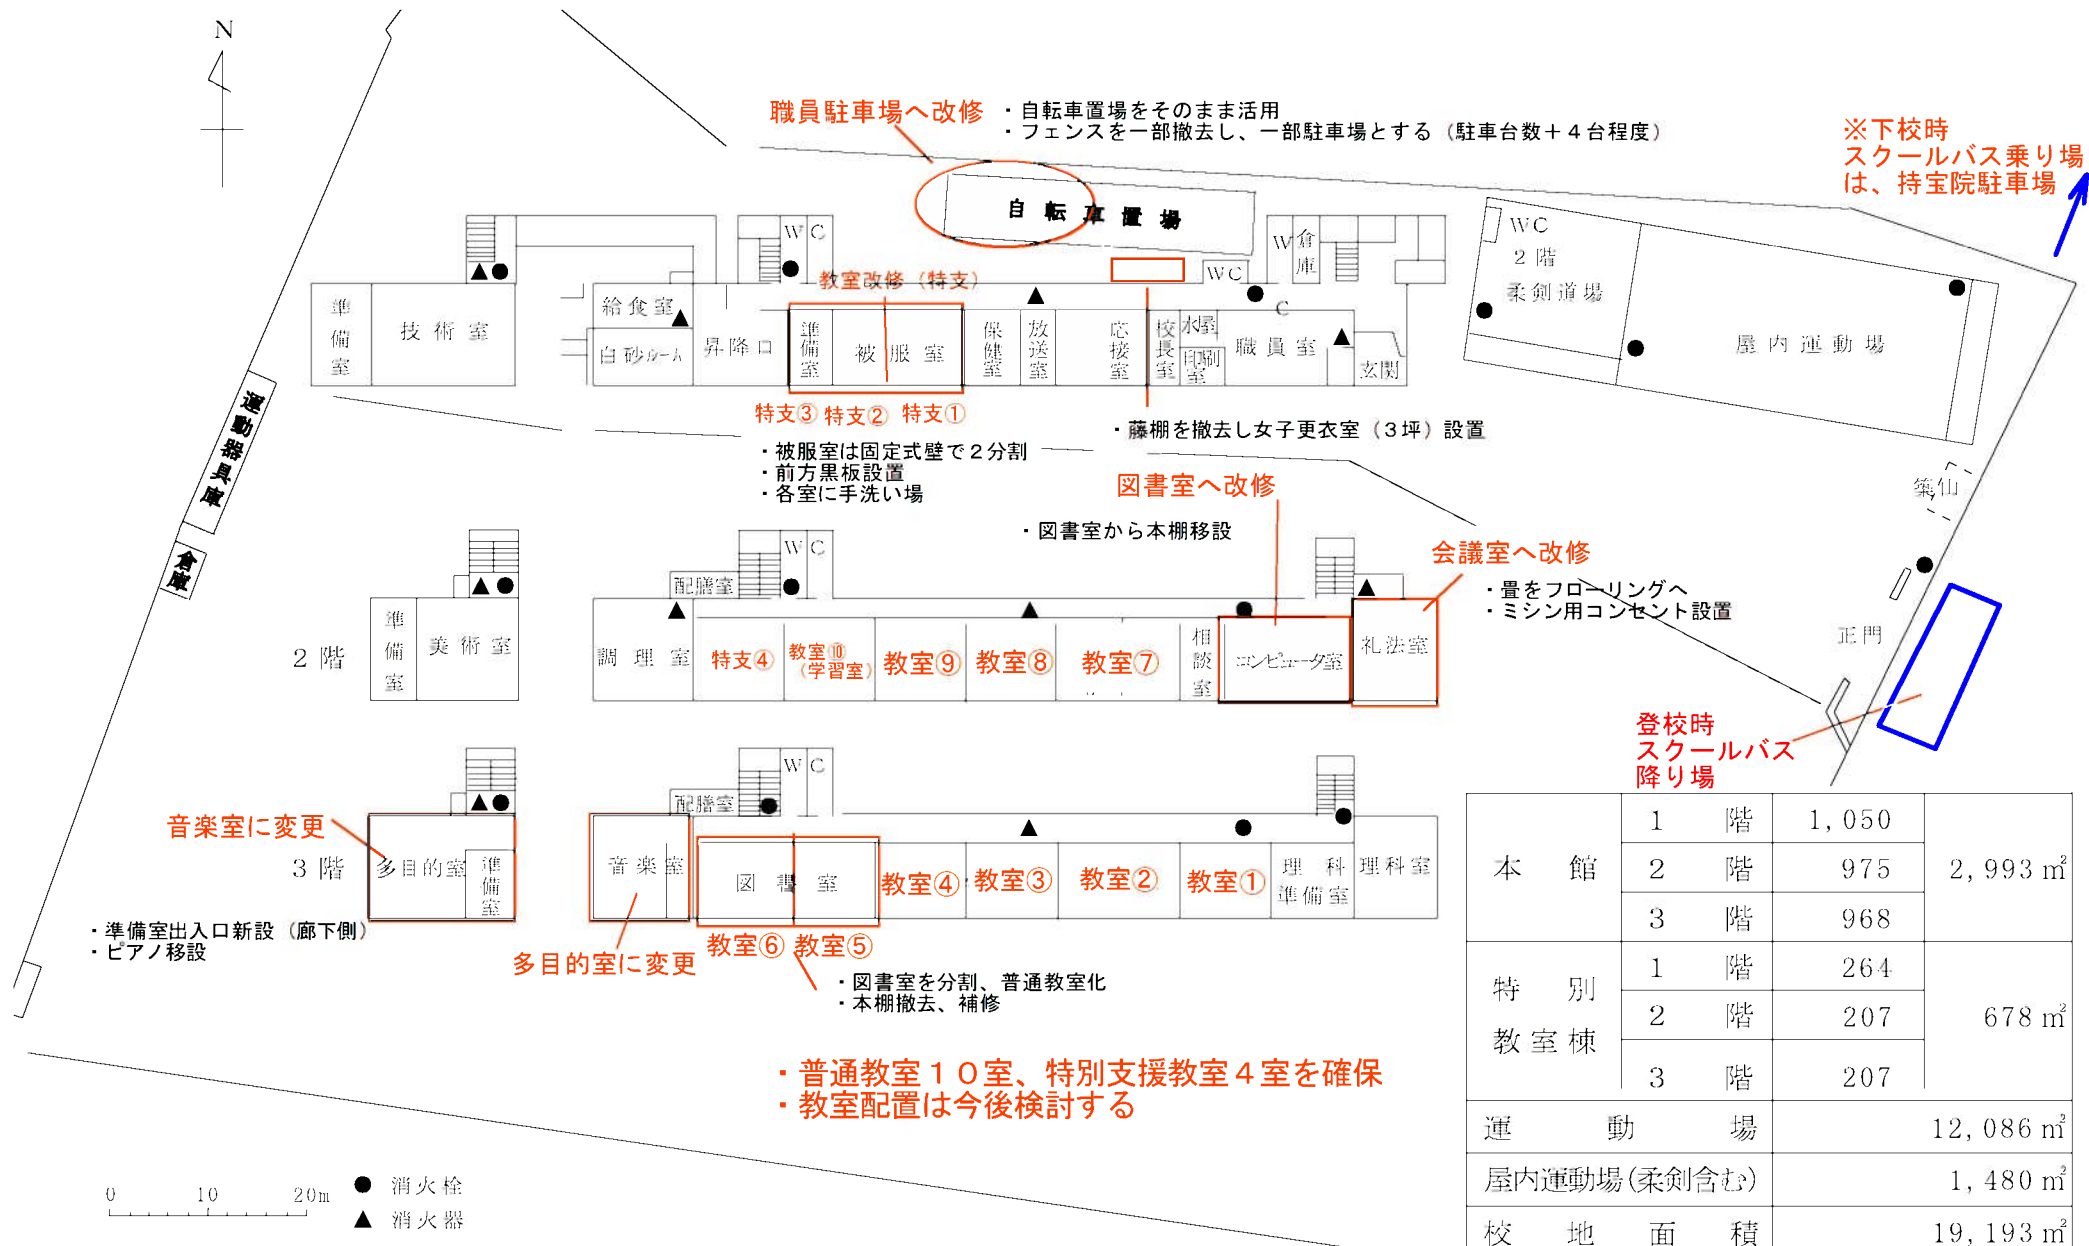 N
職員駐車場へ改修
・自転車置場をそのまま活用
・フェンスを一部撤去し、一部駐車場とする（駐車台数＋４台程度）
※下校時
スクールバス乗り場
は、持宝院駐車場
自転車置場
WC
倉庫
W
C
WC
WC
2階
柔剣道場
屋内運動場
教室改修（特支）
準備室
技術室
給食室
白砂ルーム
昇降口
準備室
被服室
保健室
放送室
応接室
校長室
水屋
印刷室
職員室
玄関
特支③ 特支② 特支①
・被服室は固定式壁で２分割
・前方黒板設置
・各室に手洗い場
・藤棚を撤去し女子更衣室（３坪）設置
運動器具庫
倉庫
築山
図書室へ改修
・図書室から本棚移設
会議室へ改修
・畳をフローリングへ
・ミシン用コンセント設置
正門
2階
準備室
美術室
WC
配膳室
調理室
特支④
教室⑩
（学習室）
教室⑨
教室⑧
教室⑦
相談室
コンピュータ室
礼法室
登校時
スクールバス
降り場
音楽室に変更
3階
多目的室
準備室
・準備室出入口新設（廊下側）
・ピアノ移設
WC
配膳室
音楽室
図書室
教室④
教室③
教室②
教室①
理科準備室
理科室
多目的室に変更
教室⑥ 教室⑤
・図書室を分割、普通教室化
・本棚撤去、補修
・普通教室１０室、特別支援教室４室を確保
・教室配置は今後検討する
本館 1階 1,050 2,993㎡
2階 975
3階 968
特別教室棟 1階 264 678㎡
2階 207
3階 207
運動場 12,086㎡
屋内運動場(柔剣含む) 1,480㎡
校地面積 19,193㎡
0 10 20m
● 消火栓
▲ 消火器